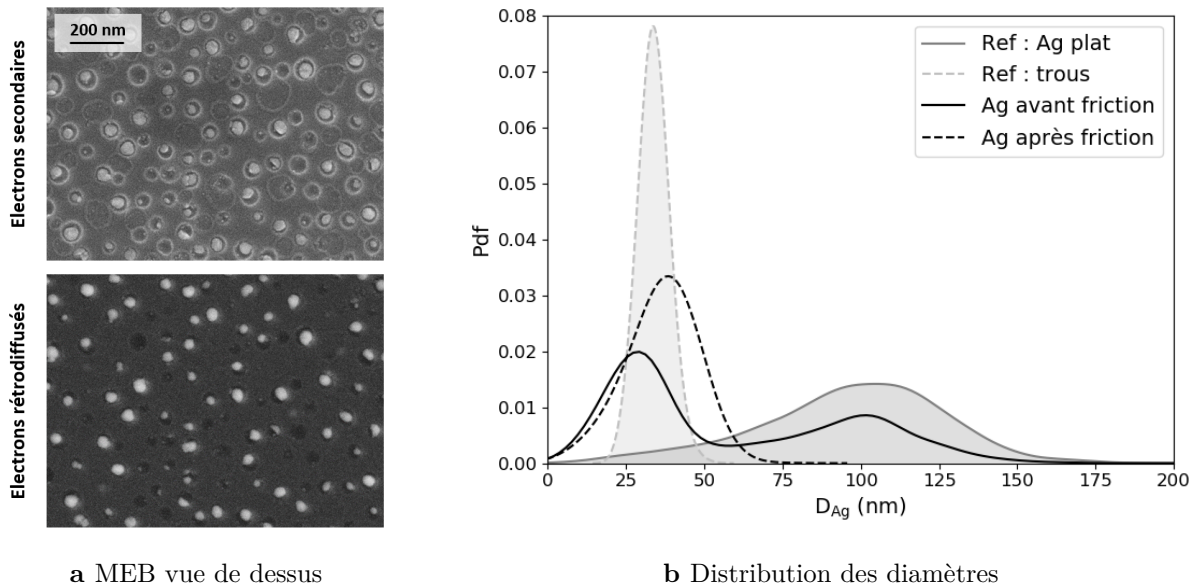 Electrons secondaires
200 nm
Electrons rétrodiffusés
a MEB vue de dessus
0.08
0.07
0.06
0.05
0.04
0.03
0.02
0.01
0.00
Pdf
Ref : Ag plat
Ref : trous
Ag avant friction
Ag après friction
0 25 50 75 100 125 150 175 200
D_Ag (nm)
b Distribution des diamètres